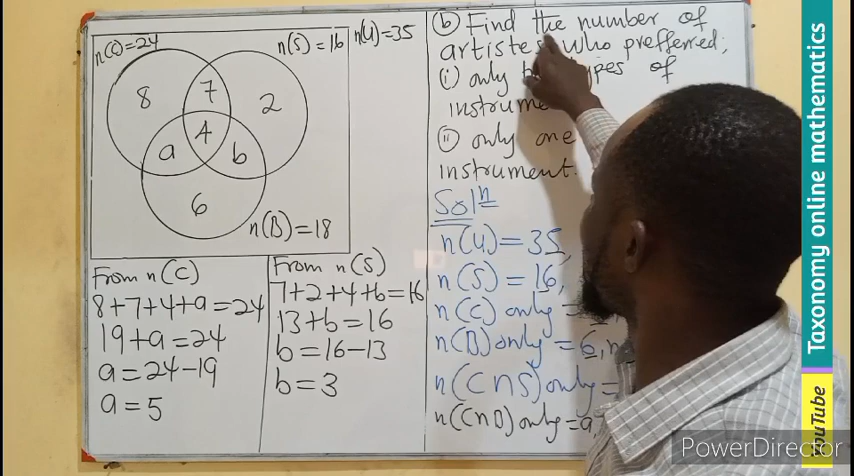 n(C)=24
n(S)=16
n(U)=35
8
7
2
4
a
b
6
n(B)=18
From n(C)
8+7+4+a=24
19+a=24
a=24-19
a=5
From n(S)
7+2+4+b=16
13+b=16
b=16-13
b=3
(b) Find the number of
artistes who prefferred;
(i) only types of
(ii) only one
instrument.
Solⁿ
n(U)=35,
n(S)=16,
n(C) only =
n(B) only = 6,
n(C∩S) only =
only = a,
Taxonomy online mathematics
YouTube
PowerDirector